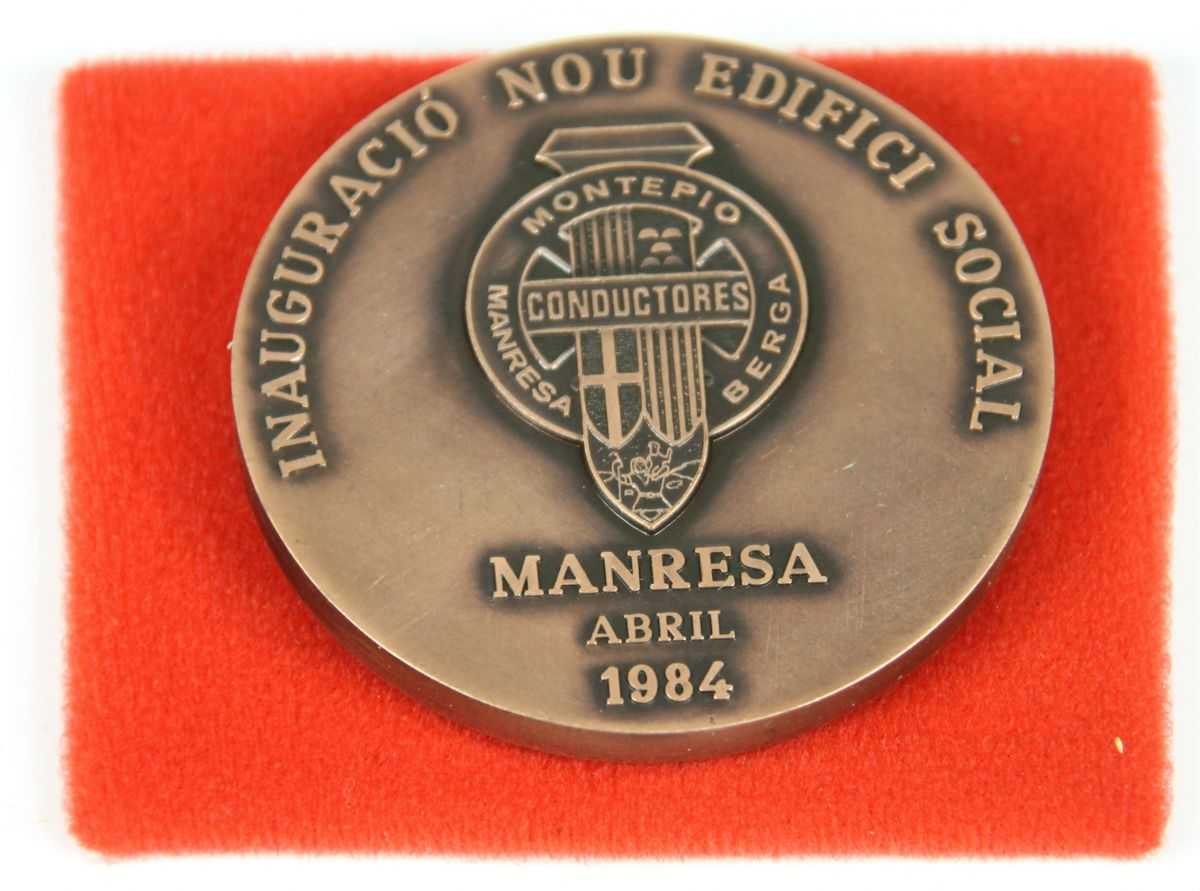 INAUGURACIÓ NOU EDIFICI SOCIAL
MONTEPIO
CONDUCTORES
MANRESA
BERGA
MANRESA
ABRIL
1984